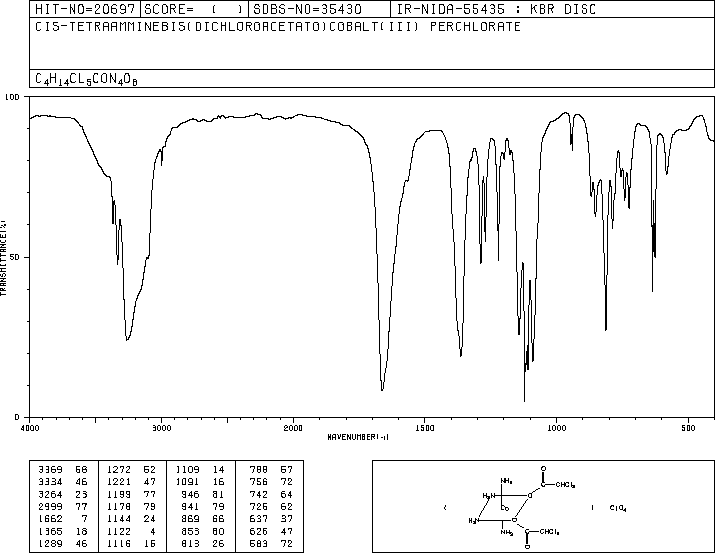 HIT-NO=20697 SCORE= ( ) SDBS-NO=35430 IR-NIDA-55435 : KBR DISC
CIS-TETRAAMMINEBIS(DICHLOROACETATO)COBALT(III) PERCHLORATE
C4H14CL5CON4O8
100
50
0
TRANSMITTANCE(%)
4000 3000 2000 1500 1000 500
WAVENUMBER(-1)
3369 58 1272 52 1109 14 788 57
3334 46 1221 47 1091 16 756 72
3264 23 1199 77 946 81 742 64
2999 77 1178 79 941 79 726 62
1662 7 1144 24 869 66 637 37
1365 18 1122 4 853 60 626 47
1289 46 1116 16 813 26 583 72
O
C CHCl2
NH3
H3N O
( Co ) ClO4
H3N O
NH3 C CHCl2
O